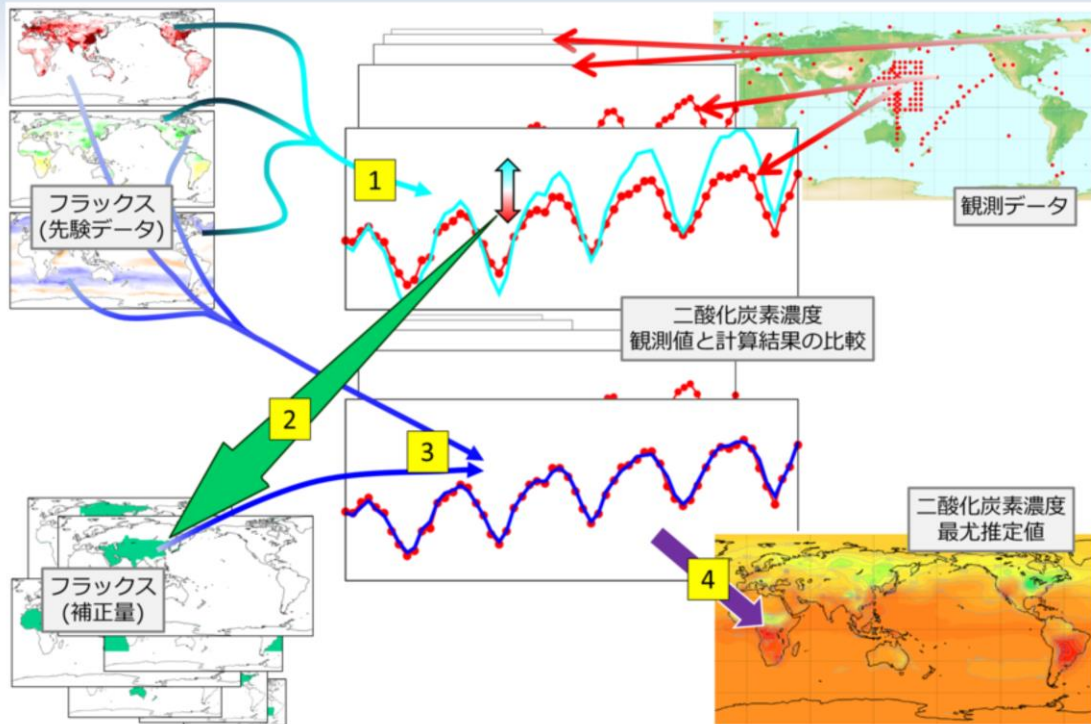 フラックス
(先験データ)
1
観測データ
二酸化炭素濃度
観測値と計算結果の比較
2
3
フラックス
(補正量)
二酸化炭素濃度
最尤推定値
4